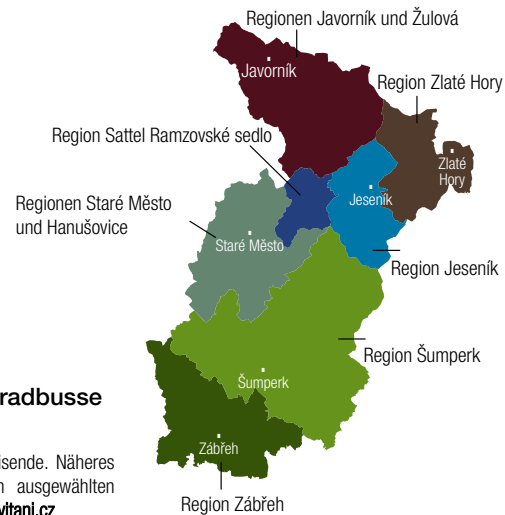 Regionen Javorník und Žulová
Javorník
Region Zlaté Hory
Region Sattel Ramzovské sedlo
Zlaté
Hory
Jeseník
Regionen Staré Město
und Hanušovice
Staré Město
Region Jeseník
Region Šumperk
Šumperk
radbusse
Zábřeh
isende. Näheres
n ausgewählten
vitani.cz
Region Zábřeh